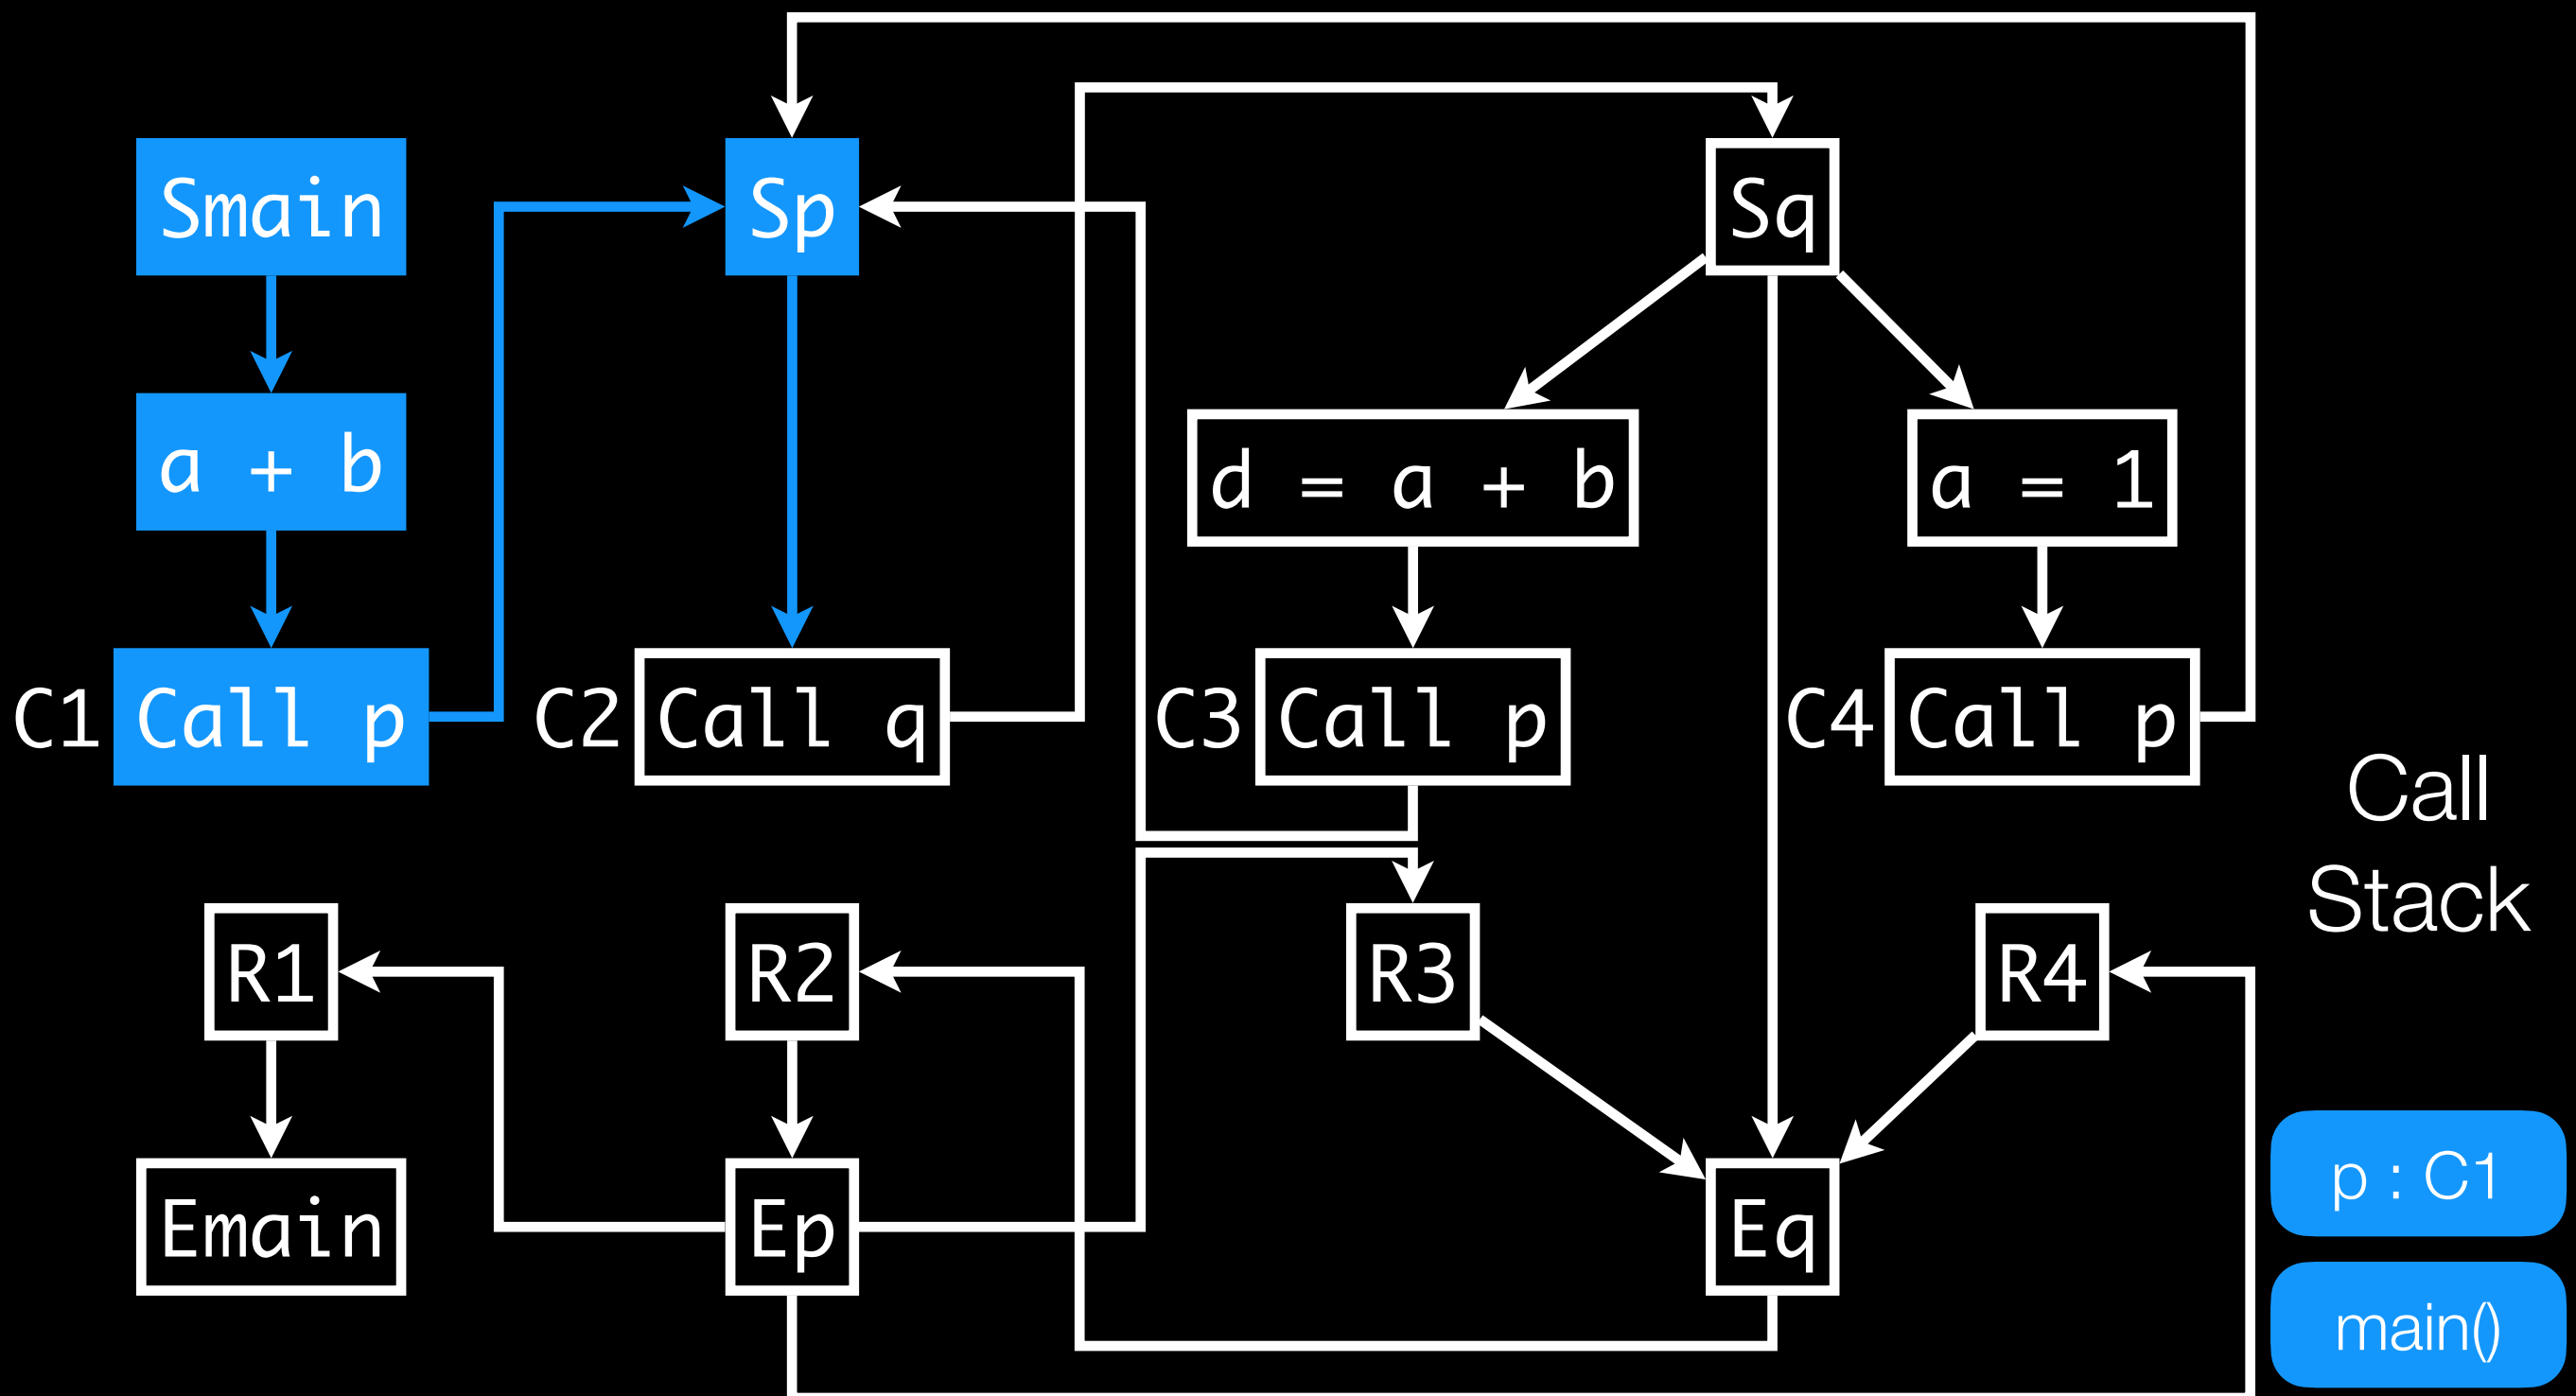 Smain
Sp
Sq
a + b
d = a + b
a = 1
C1 Call p
C2 Call q
C3 Call p
C4 Call p
Call
Stack
R1
R2
R3
R4
Emain
Ep
Eq
p : C1
main()